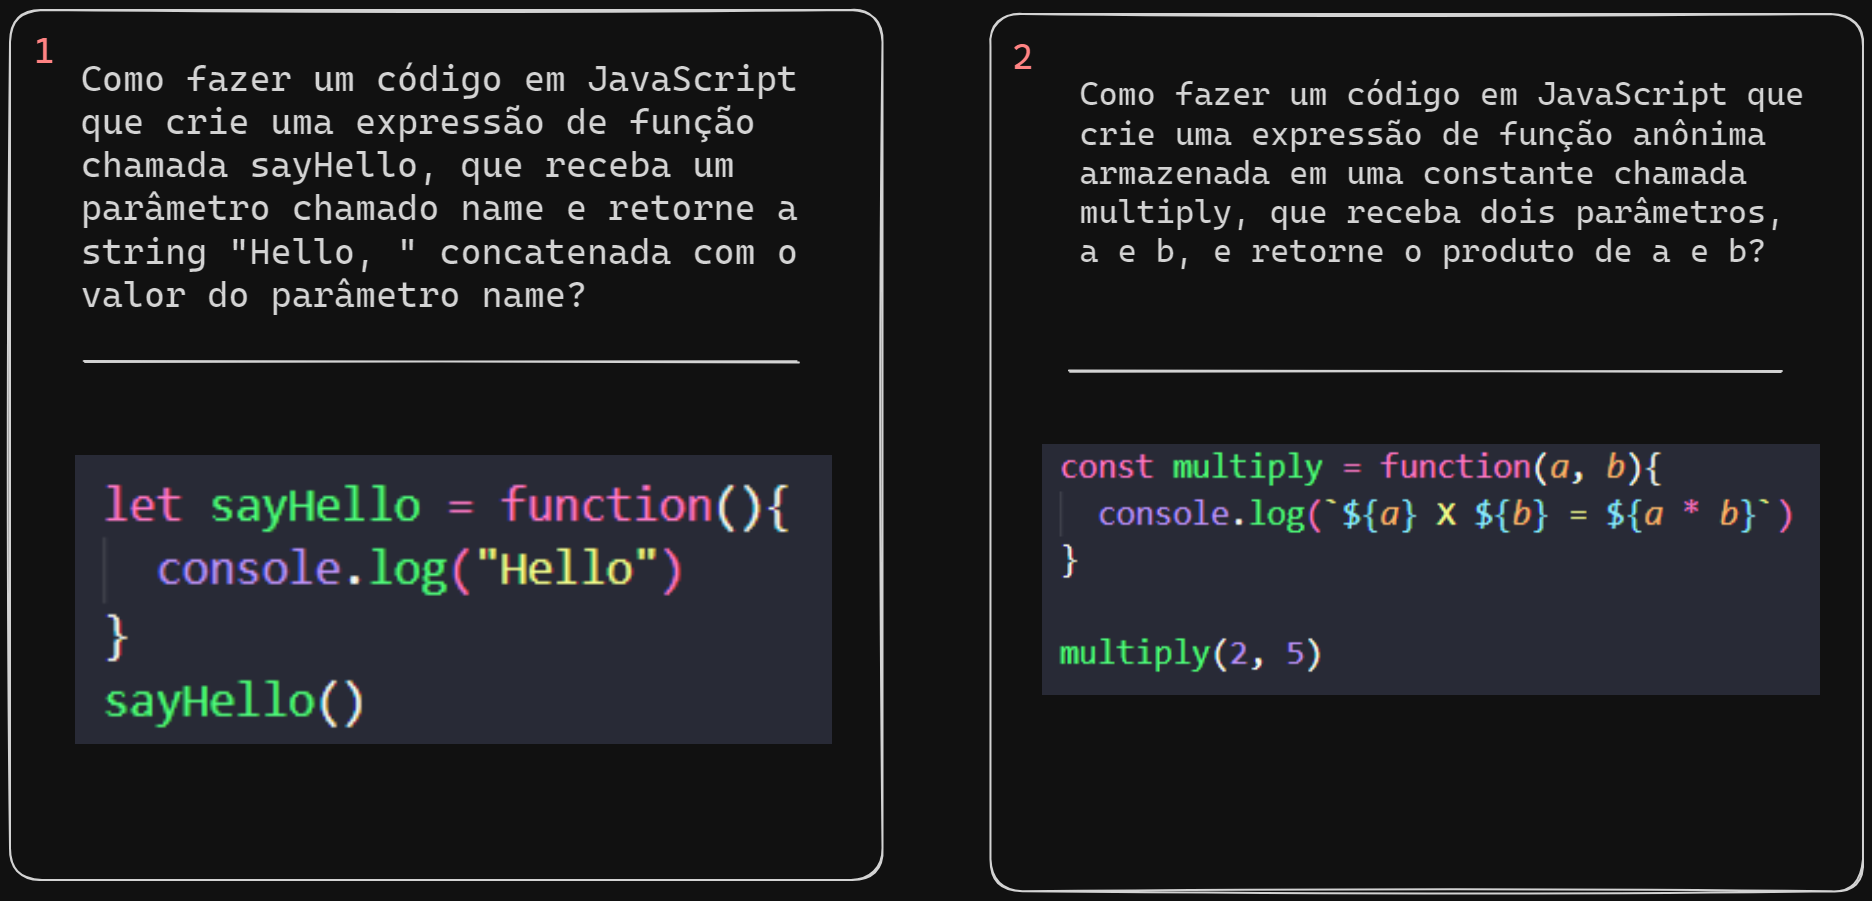 1
Como fazer um código em JavaScript
que crie uma expressão de função
chamada sayHello, que receba um
parâmetro chamado name e retorne a
string "Hello, " concatenada com o
valor do parâmetro name?
let sayHello = function(){
  console.log("Hello")
}
sayHello()
2
Como fazer um código em JavaScript que
crie uma expressão de função anônima
armazenada em uma constante chamada
multiply, que receba dois parâmetros,
a e b, e retorne o produto de a e b?
const multiply = function(a, b){
  console.log(`${a} X ${b} = ${a * b}`)
}
multiply(2, 5)